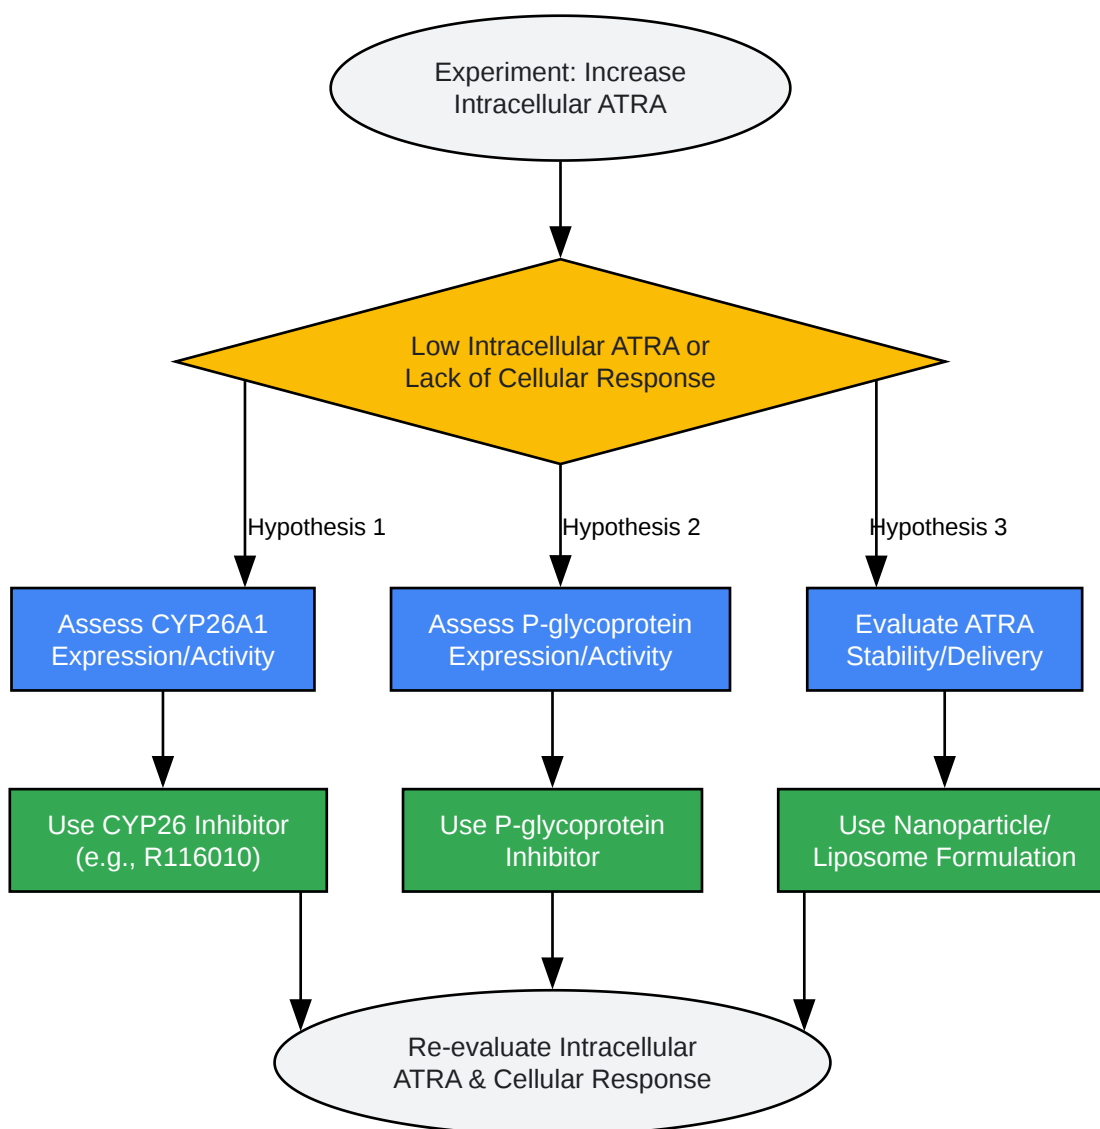 Experiment: Increase
Intracellular ATRA
Low Intracellular ATRA or
Lack of Cellular Response
Hypothesis 1
Hypothesis 2
Hypothesis 3
Assess CYP26A1
Expression/Activity
Assess P-glycoprotein
Expression/Activity
Evaluate ATRA
Stability/Delivery
Use CYP26 Inhibitor
(e.g., R116010)
Use P-glycoprotein
Inhibitor
Use Nanoparticle/
Liposome Formulation
Re-evaluate Intracellular
ATRA & Cellular Response